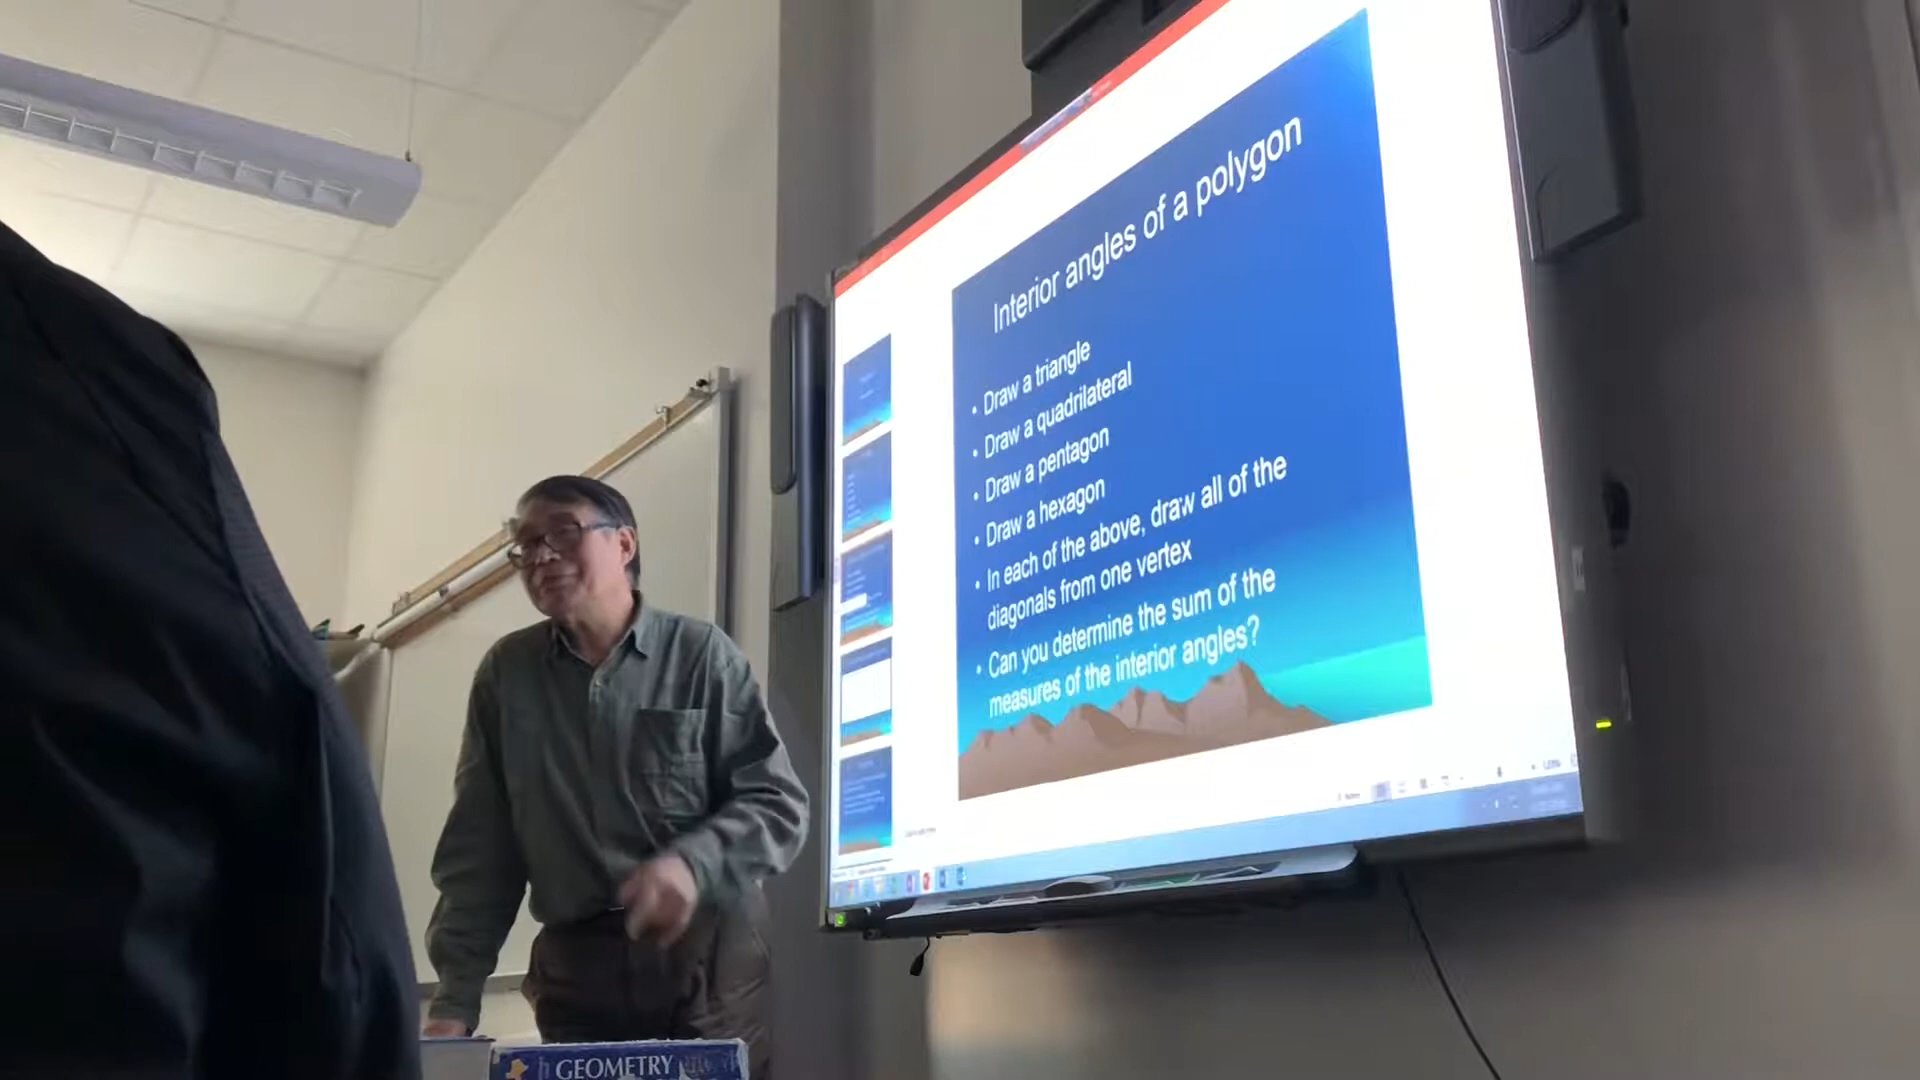 Interior angles of a polygon
• Draw a triangle
• Draw a quadrilateral
• Draw a pentagon
• Draw a hexagon
• In each of the above, draw all of the
diagonals from one vertex
• Can you determine the sum of the
measures of the interior angles?
GEOMETRY